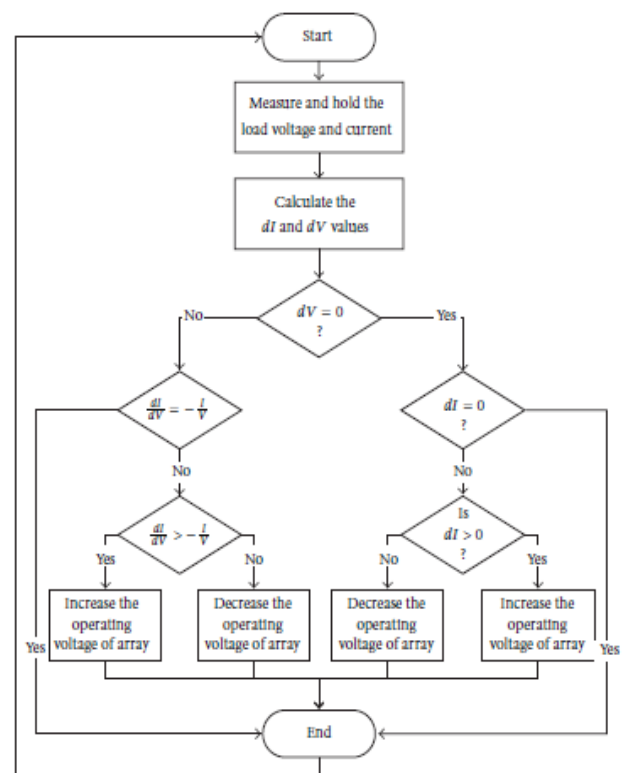 Start
Measure and hold the
load voltage and current
Calculate the
dI and dV values
dV = 0
?
No
Yes
dI/dV = − I/V
dI = 0
?
No
No
dI/dV > − I/V
Is
dI > 0
?
Yes
No
No
Yes
Increase the
operating
voltage of array
Decrease the
operating
voltage of array
Decrease the
operating
voltage of array
Increase the
operating
voltage of array
Yes
Yes
End